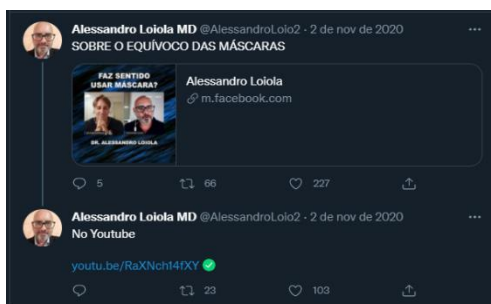 Alessandro Loiola MD @AlessandroLoio2 · 2 de nov de 2020
SOBRE O EQUÍVOCO DAS MÁSCARAS
FAZ SENTIDO
USAR MÁSCARA?
DR. ALESSANDRO LOIOLA
Alessandro Loiola
m.facebook.com
5 66 227
Alessandro Loiola MD @AlessandroLoio2 · 2 de nov de 2020
No Youtube
youtu.be/RaXNch14fXY
23 103